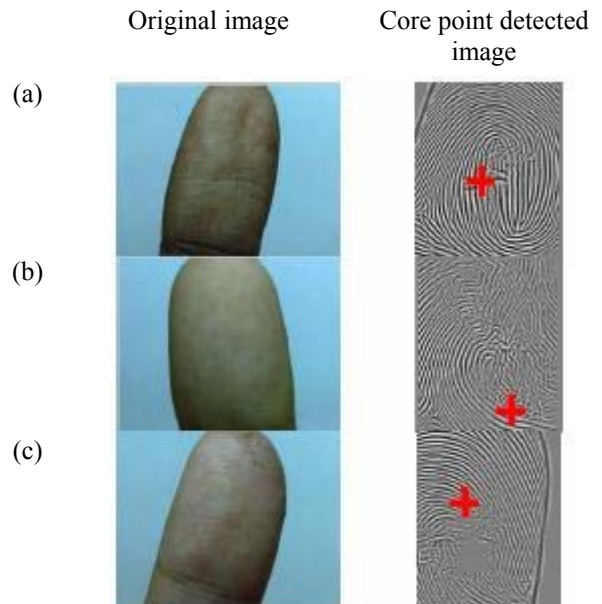 Original image
Core point detected
image
(a)
(b)
(c)